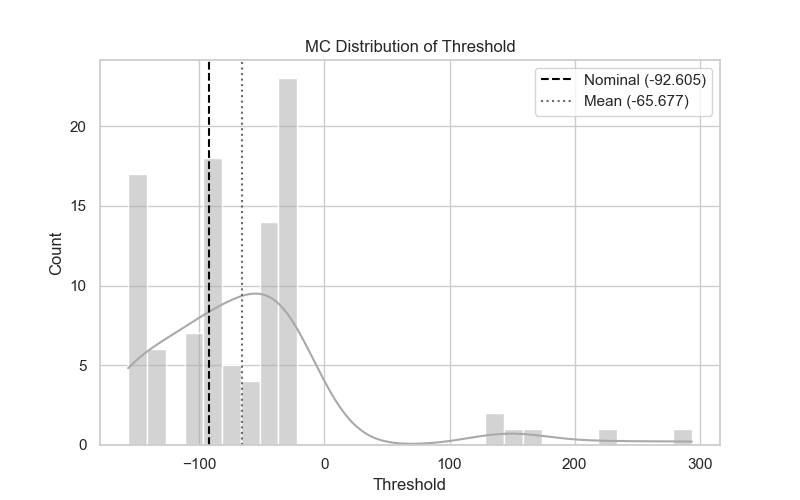 MC Distribution of Threshold
Nominal (-92.605)
Mean (-65.677)
20
15
10
5
0
Count
−100
0
100
200
300
Threshold